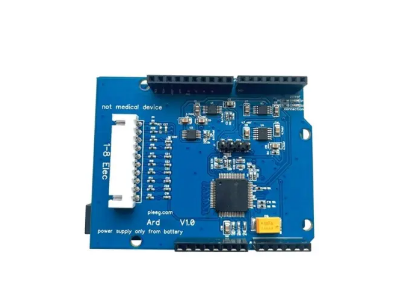 not medical device
1-8 Elec
pieeg.com
Ard V1.0
power supply only from battery